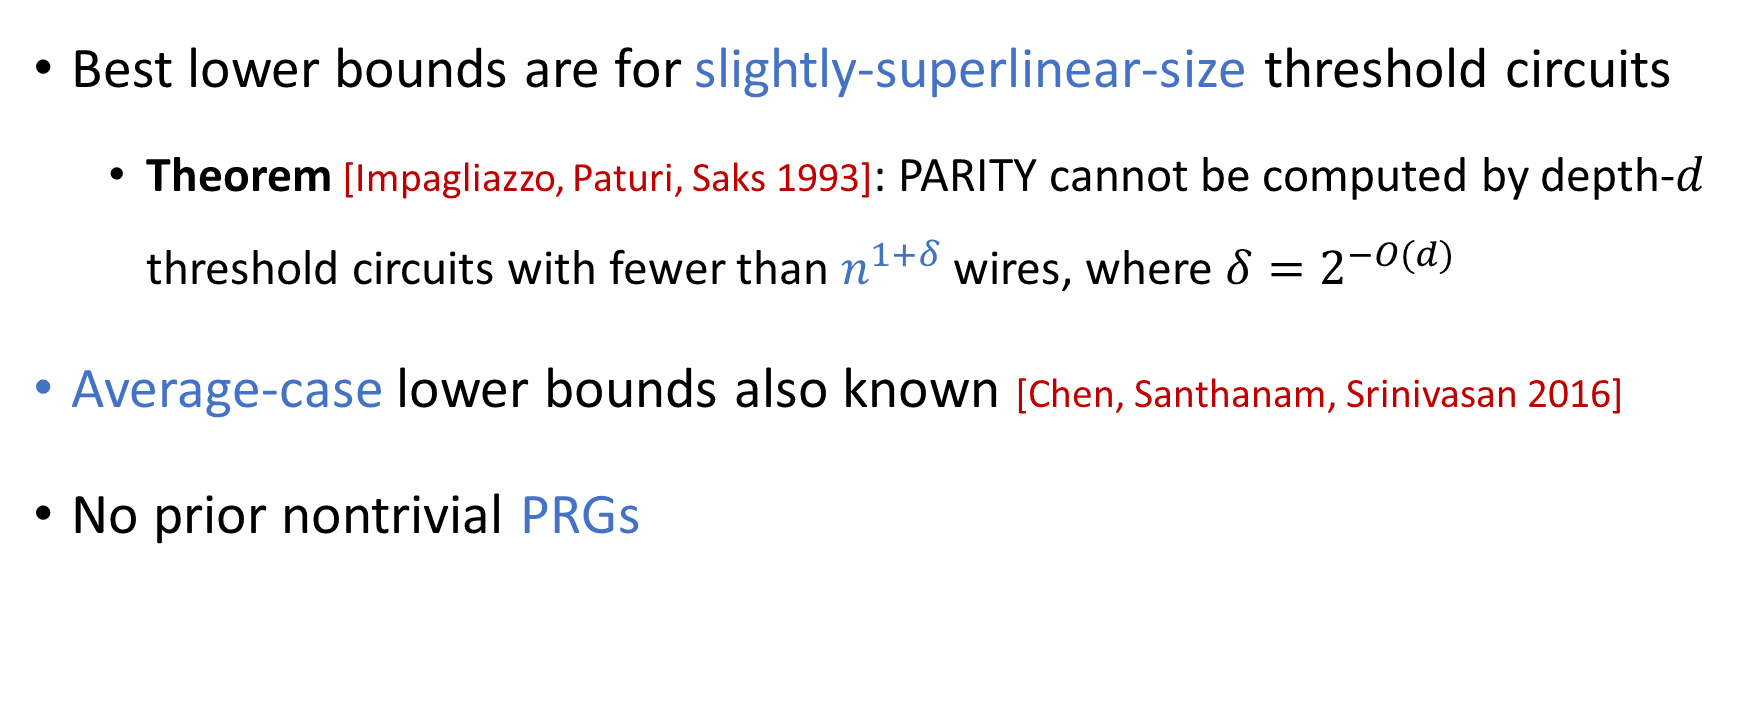 • Best lower bounds are for slightly-superlinear-size threshold circuits
• Theorem [Impagliazzo, Paturi, Saks 1993]: PARITY cannot be computed by depth-𝑑
threshold circuits with fewer than 𝑛^{1+𝛿} wires, where 𝛿 = 2^{−𝑂(𝑑)}
• Average-case lower bounds also known [Chen, Santhanam, Srinivasan 2016]
• No prior nontrivial PRGs